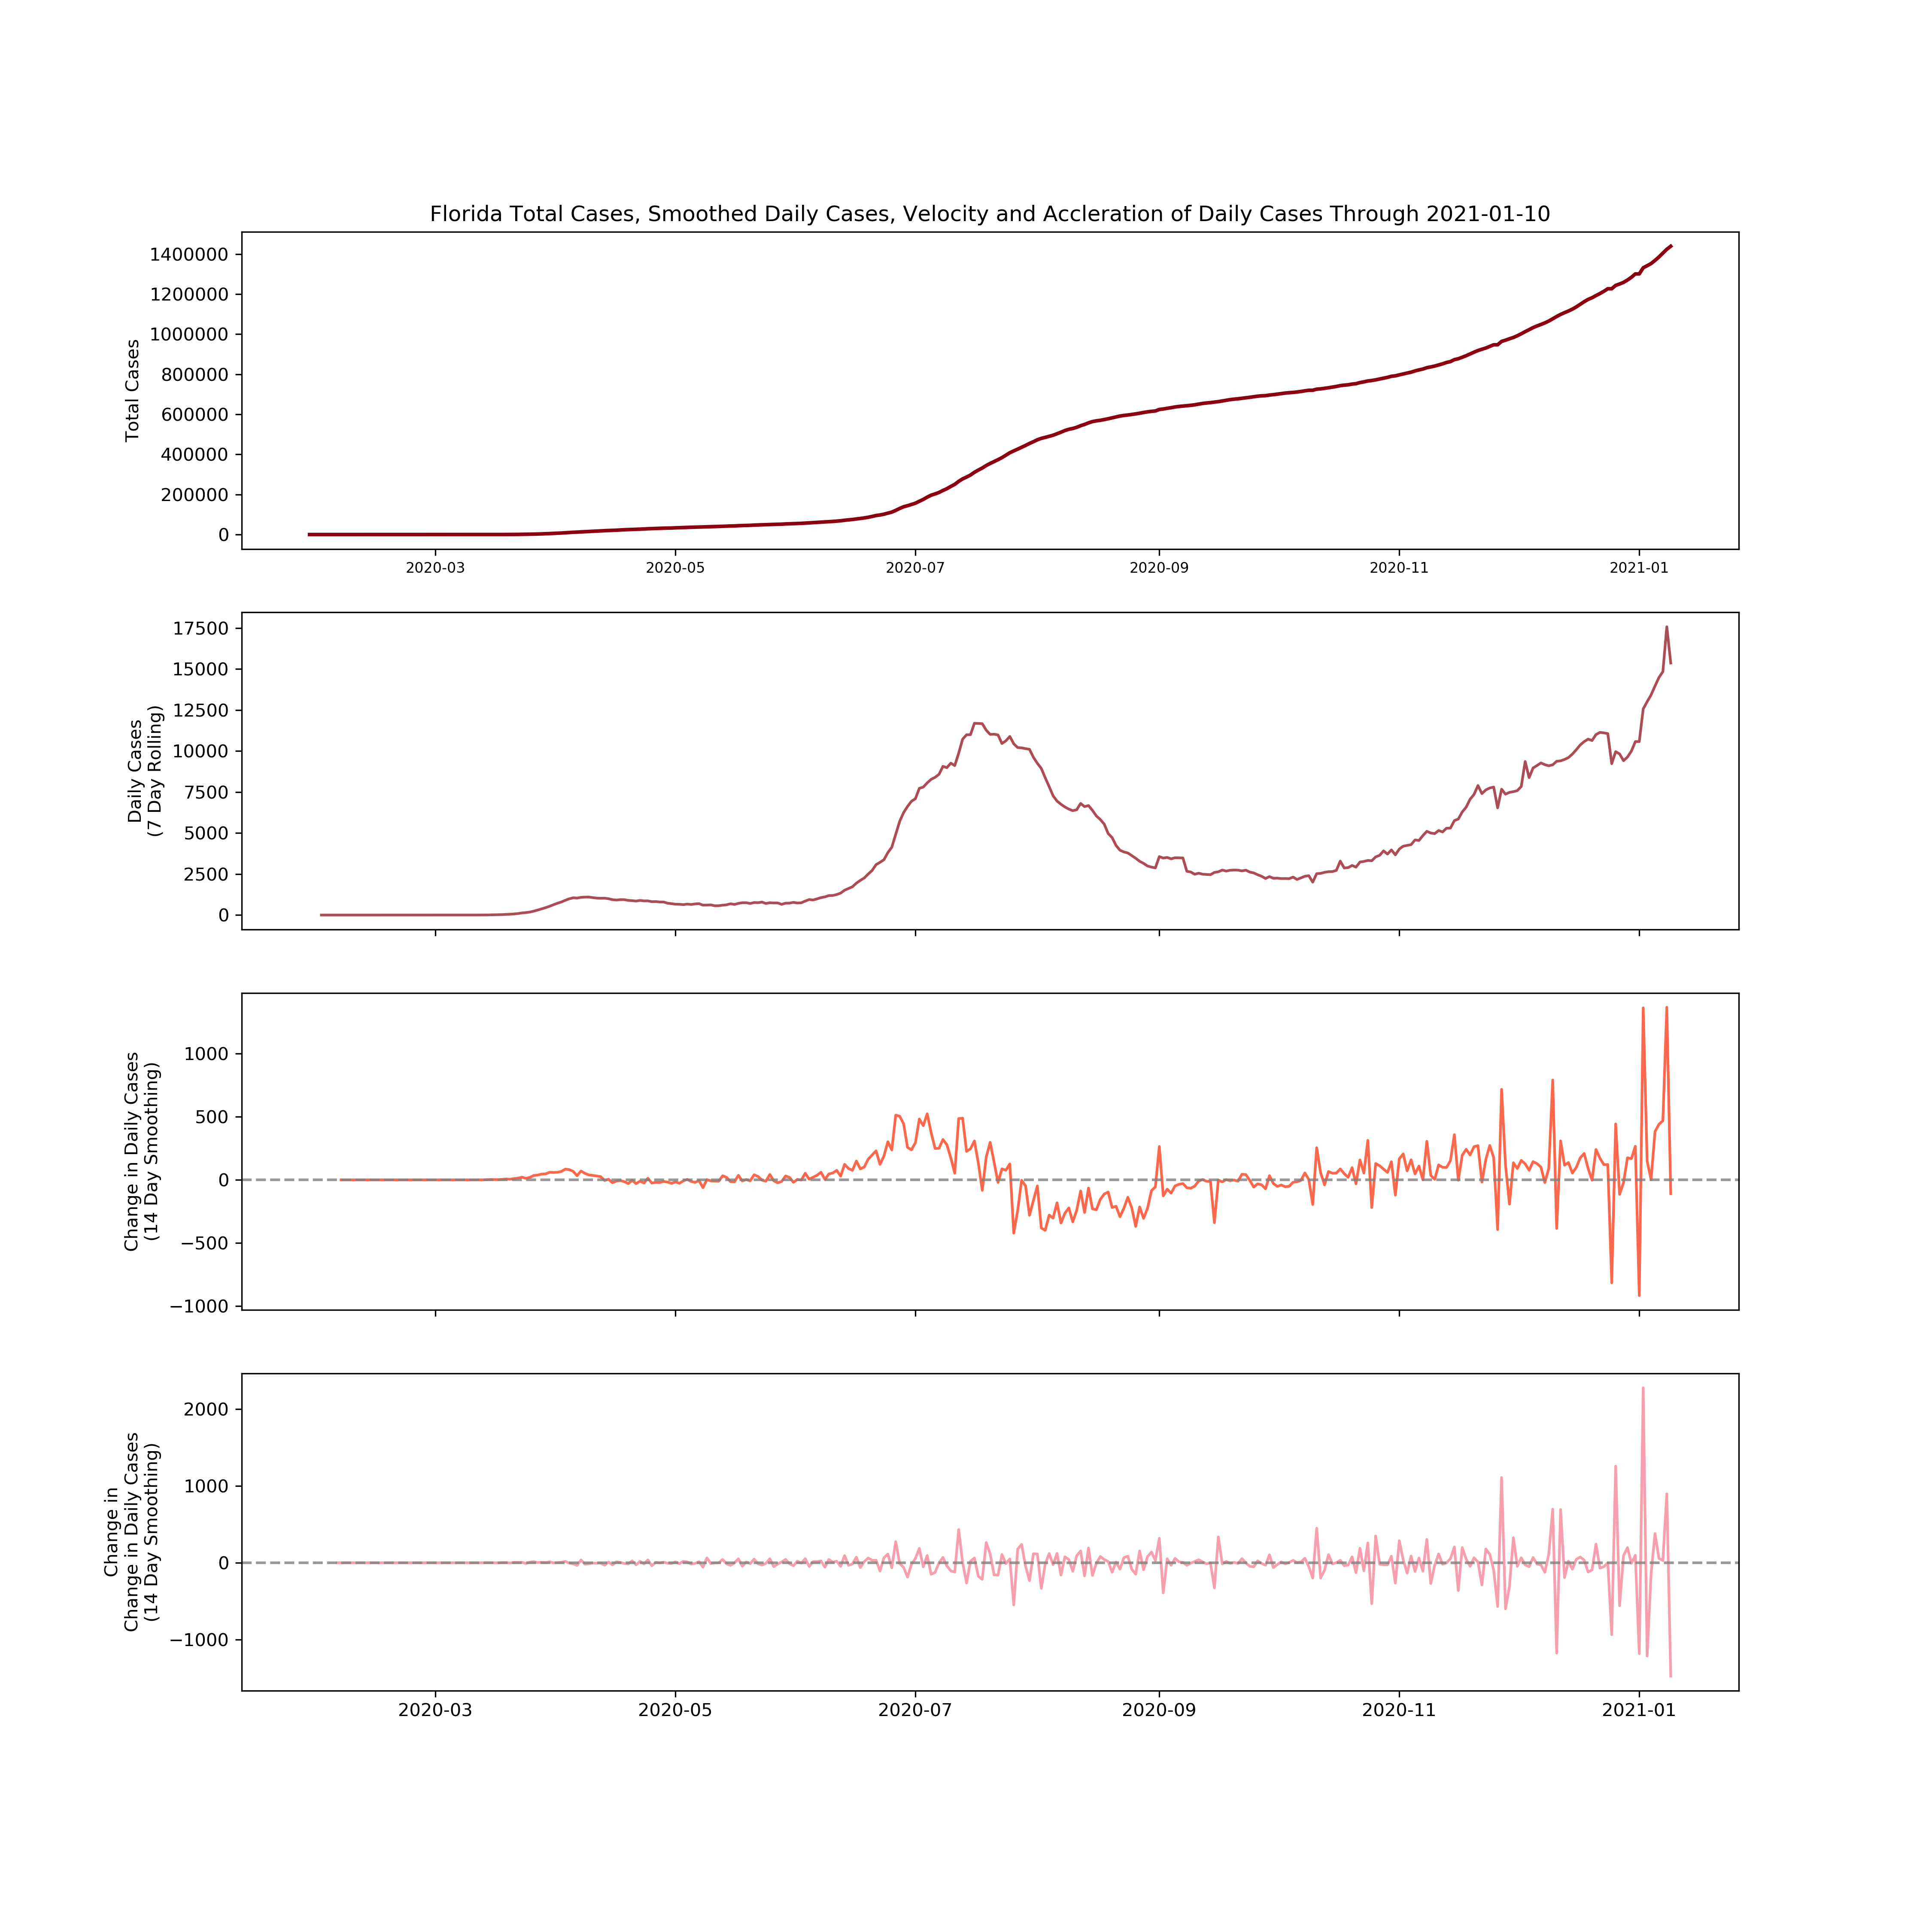 Florida Total Cases, Smoothed Daily Cases, Velocity and Accleration of Daily Cases Through 2021-01-10
Total Cases
1400000
1200000
1000000
800000
600000
400000
200000
0
2020-03 2020-05 2020-07 2020-09 2020-11 2021-01
Daily Cases
(7 Day Rolling)
17500
15000
12500
10000
7500
5000
2500
0
Change in Daily Cases
(14 Day Smoothing)
1000
500
0
−500
−1000
Change in
Change in Daily Cases
(14 Day Smoothing)
2000
1000
0
−1000
2020-03 2020-05 2020-07 2020-09 2020-11 2021-01